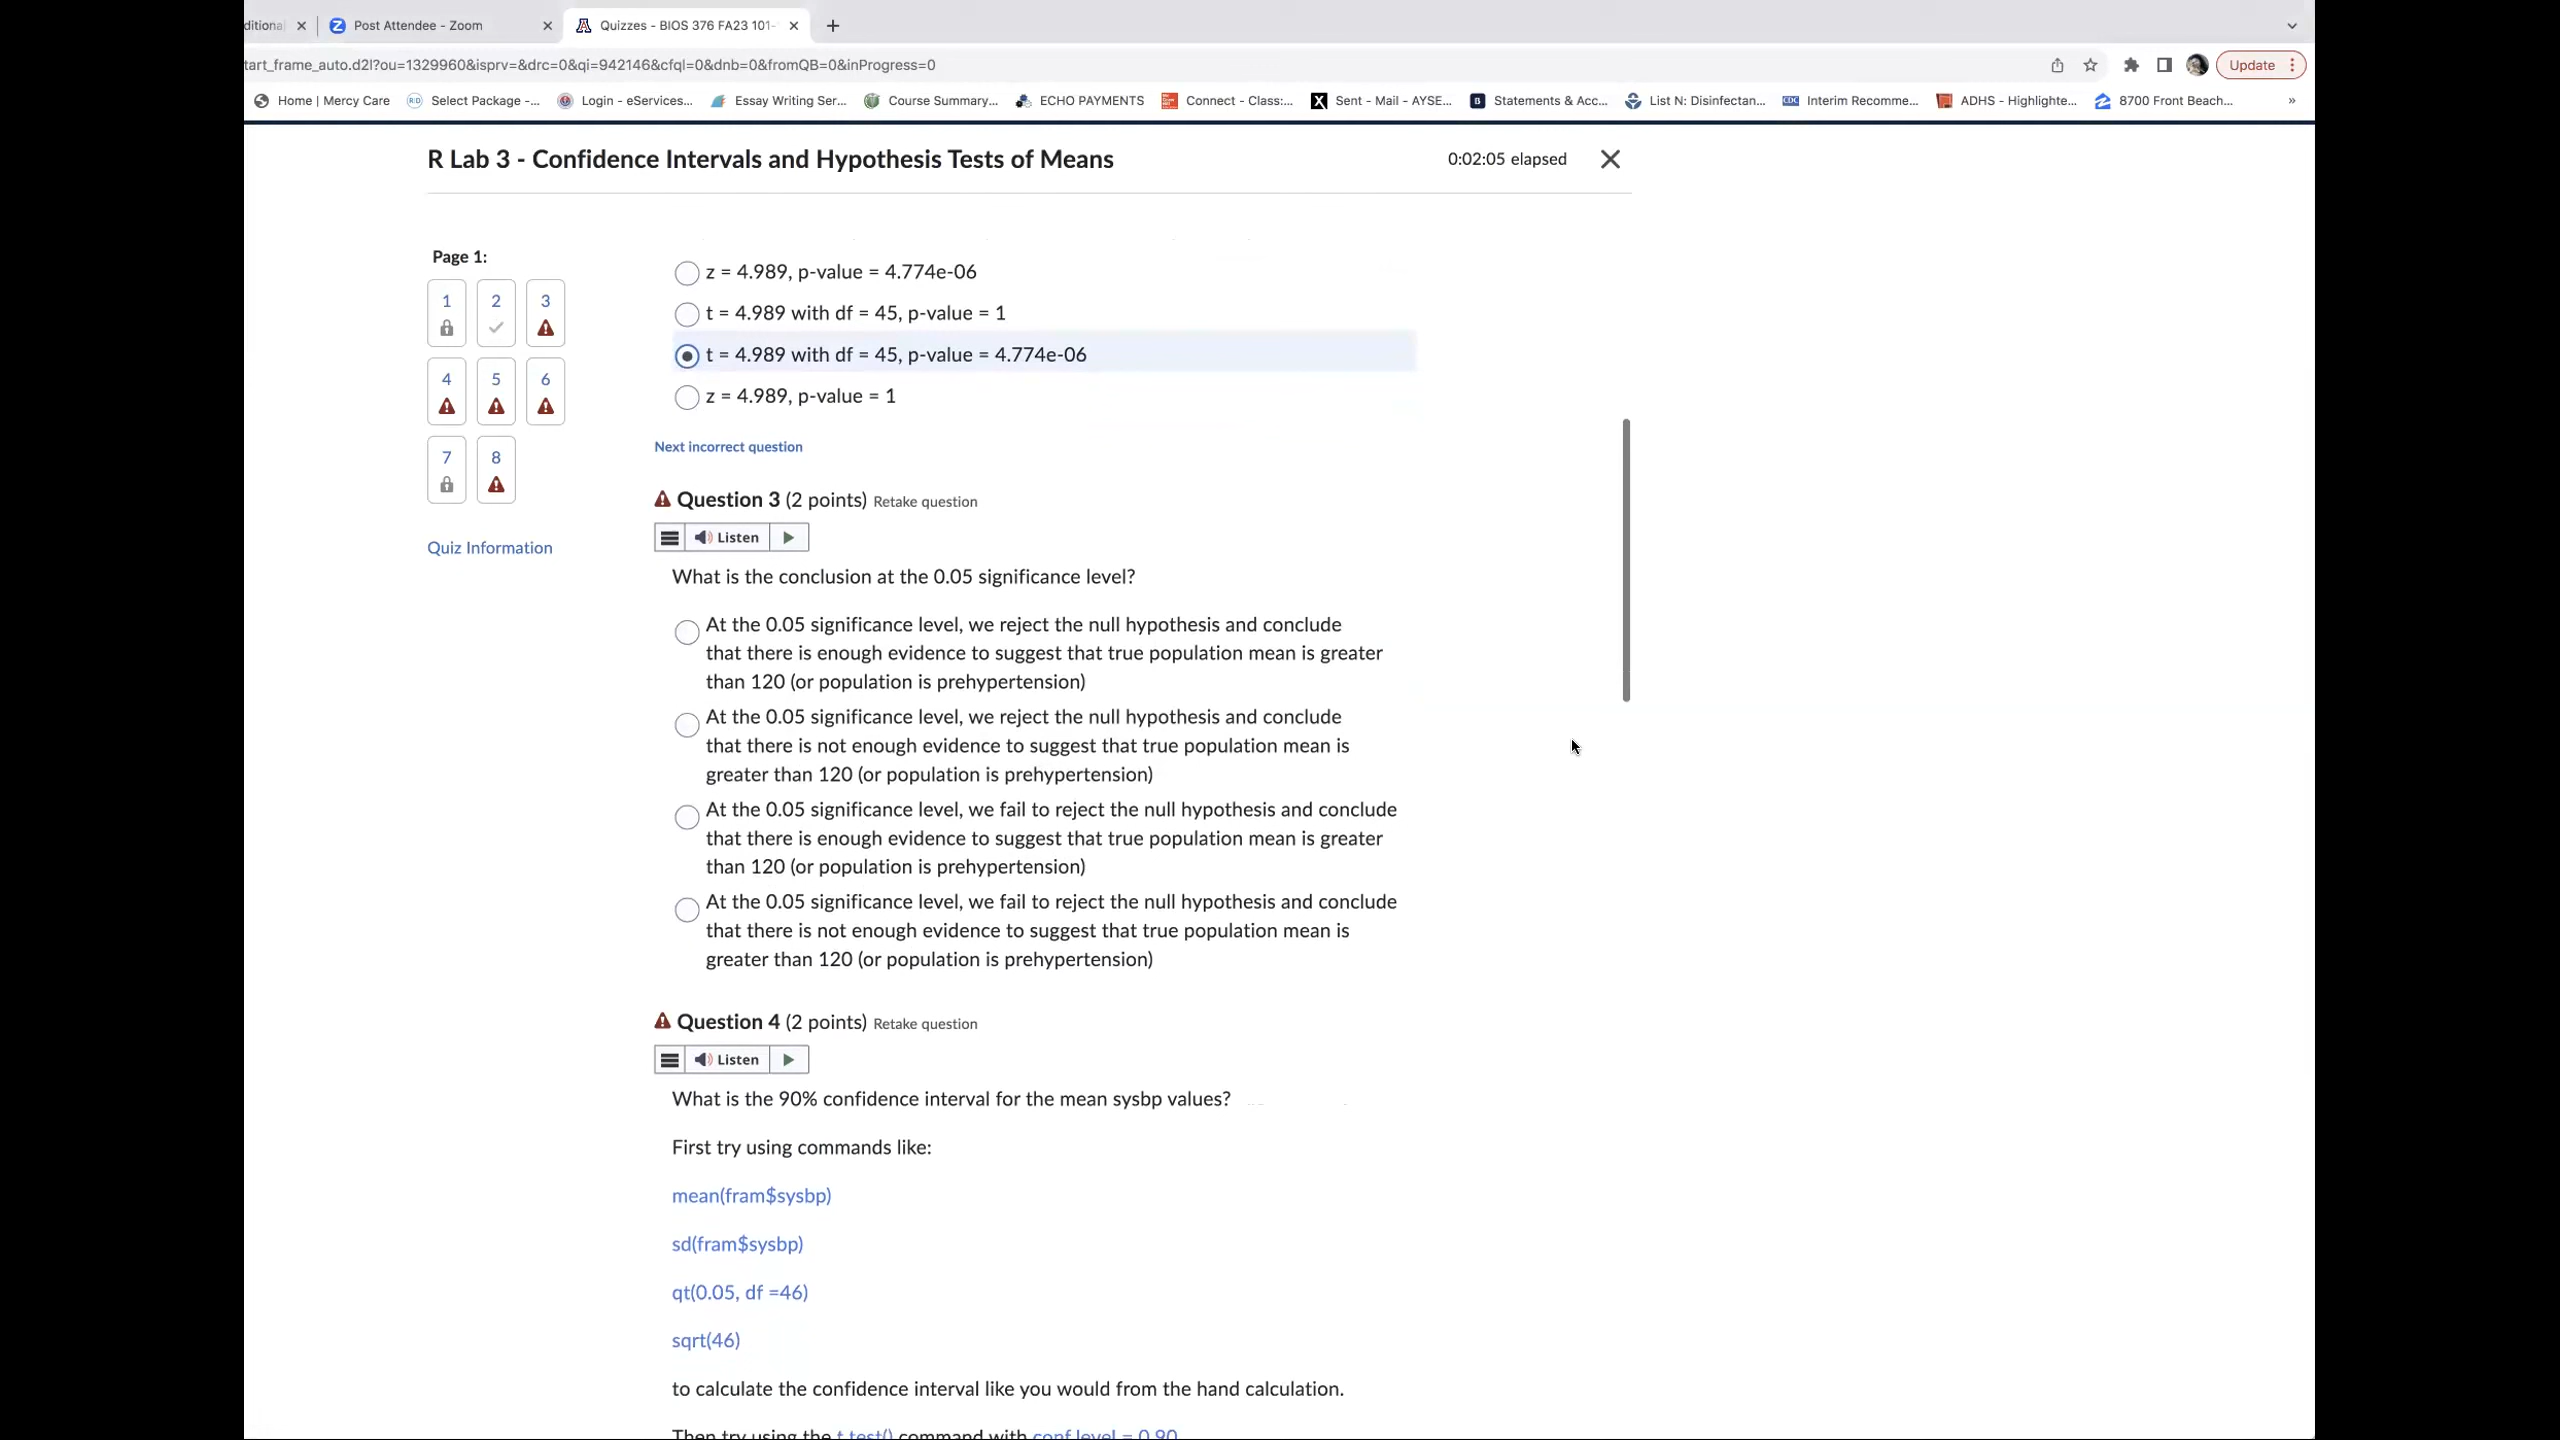 ditional
Post Attendee - Zoom
Quizzes - BIOS 376 FA23 101-
tart_frame_auto.d2l?ou=1329960&isprv=&drc=0&qi=942146&cfql=0&dnb=0&fromQB=0&inProgress=0
Update
Home | Mercy Care
Select Package -...
Login - eServices...
Essay Writing Ser...
Course Summary...
ECHO PAYMENTS
Connect - Class:...
Sent - Mail - AYSE...
Statements & Acc...
List N: Disinfectan...
Interim Recomme...
ADHS - Highlighte...
8700 Front Beach...
»
R Lab 3 - Confidence Intervals and Hypothesis Tests of Means
0:02:05 elapsed
Page 1:
1 2 3
4 5 6
7 8
Quiz Information
z = 4.989, p-value = 4.774e-06
t = 4.989 with df = 45, p-value = 1
t = 4.989 with df = 45, p-value = 4.774e-06
z = 4.989, p-value = 1
Next incorrect question
Question 3 (2 points) Retake question
Listen
What is the conclusion at the 0.05 significance level?
At the 0.05 significance level, we reject the null hypothesis and conclude
that there is enough evidence to suggest that true population mean is greater
than 120 (or population is prehypertension)
At the 0.05 significance level, we reject the null hypothesis and conclude
that there is not enough evidence to suggest that true population mean is
greater than 120 (or population is prehypertension)
At the 0.05 significance level, we fail to reject the null hypothesis and conclude
that there is enough evidence to suggest that true population mean is greater
than 120 (or population is prehypertension)
At the 0.05 significance level, we fail to reject the null hypothesis and conclude
that there is not enough evidence to suggest that true population mean is
greater than 120 (or population is prehypertension)
Question 4 (2 points) Retake question
Listen
What is the 90% confidence interval for the mean sysbp values?
First try using commands like:
mean(fram$sysbp)
sd(fram$sysbp)
qt(0.05, df =46)
sqrt(46)
to calculate the confidence interval like you would from the hand calculation.
Then try using the t.test() command with conf.level = 0.90